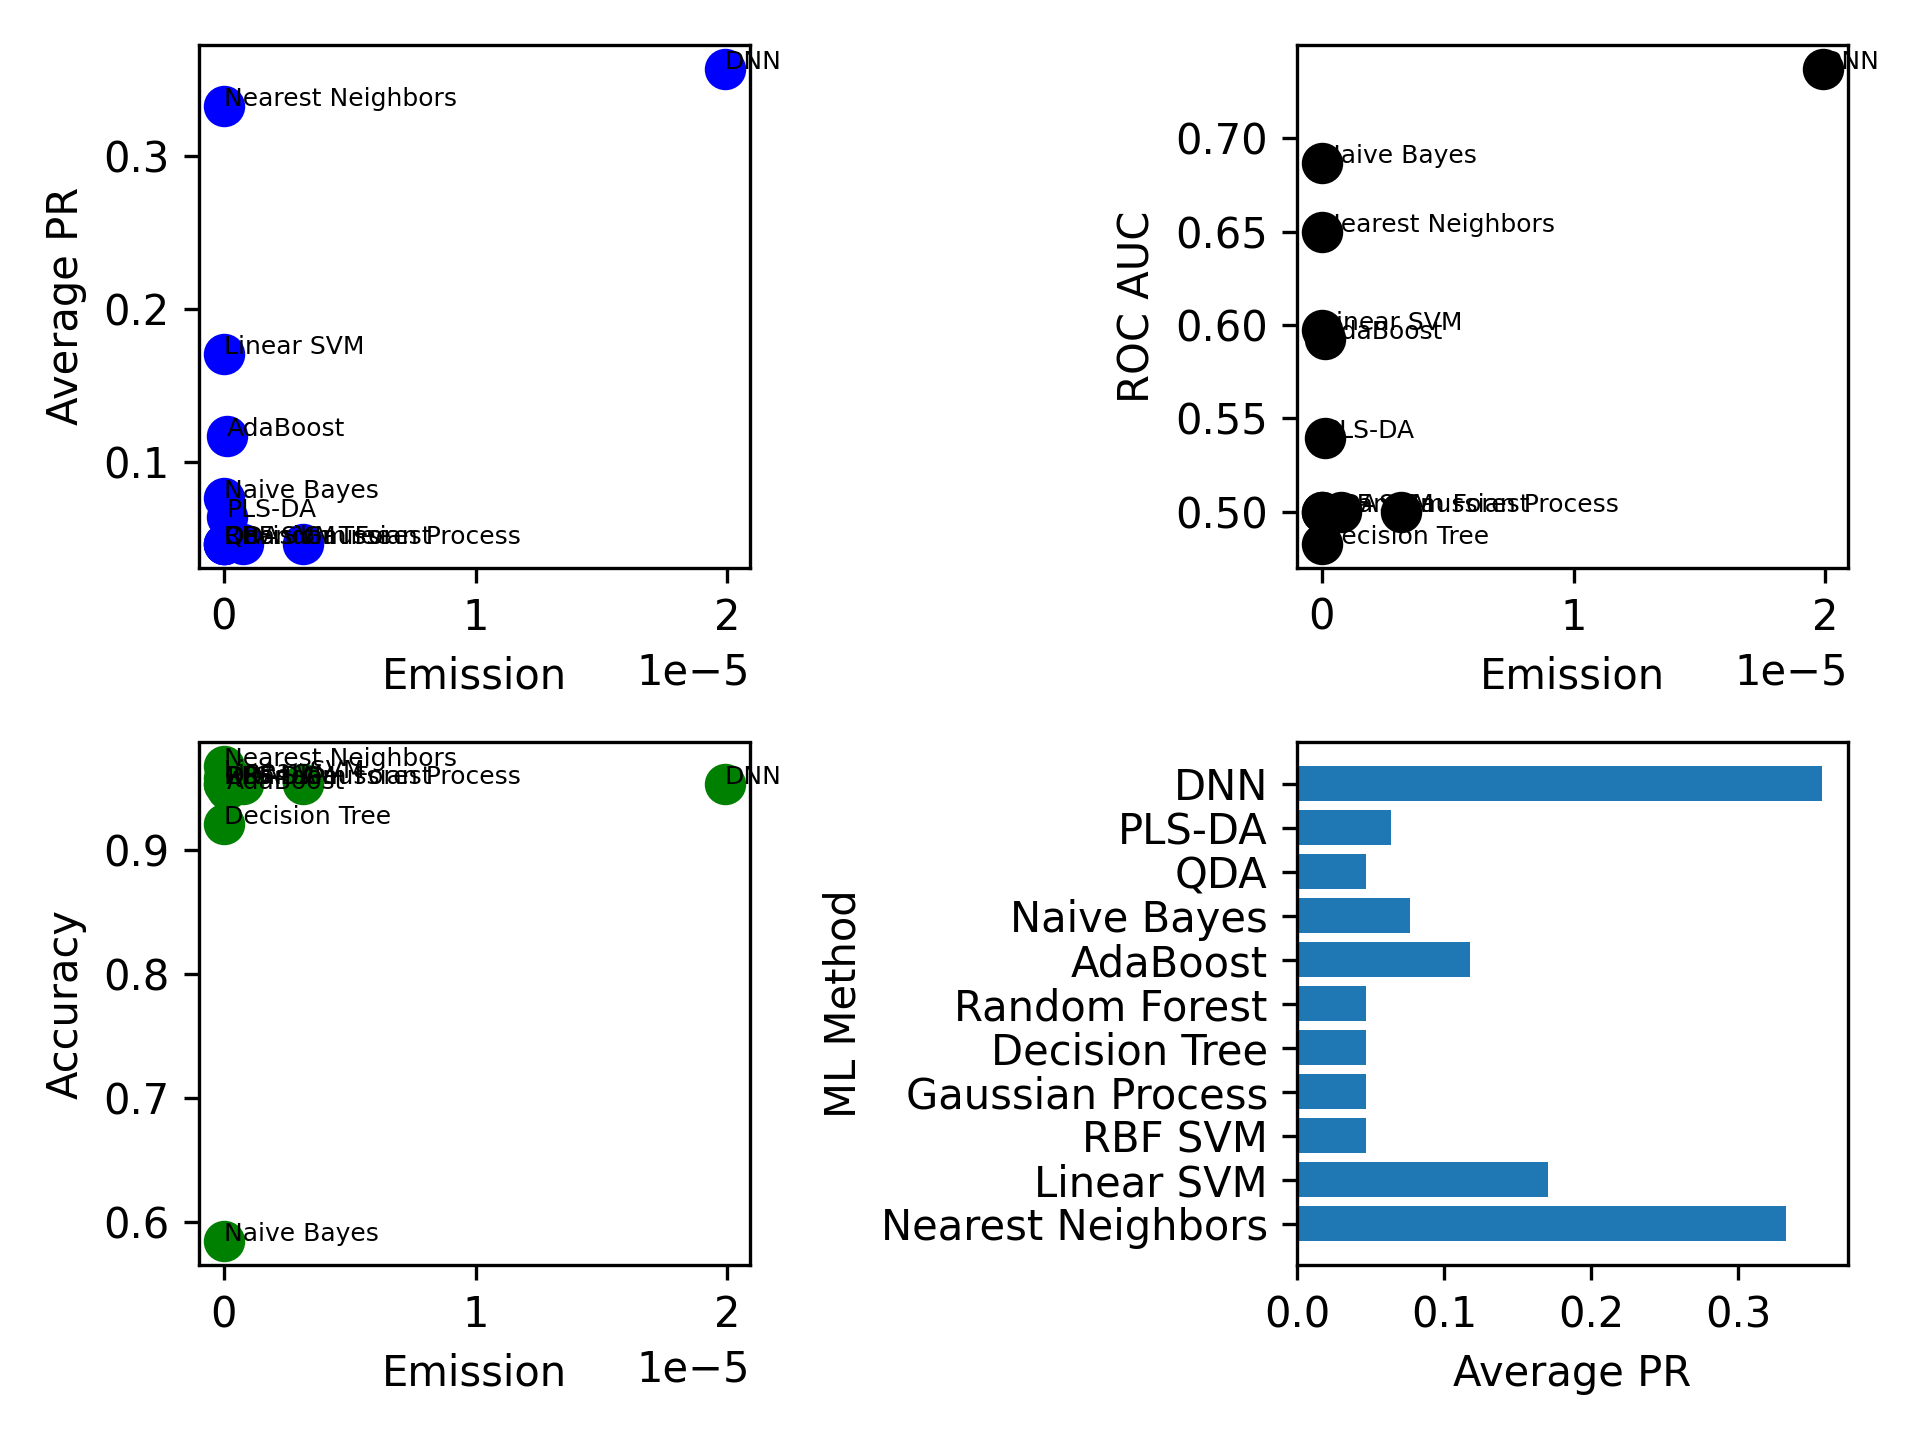 Average PR
0.3
0.2
0.1
DNN
Nearest Neighbors
Linear SVM
AdaBoost
Naive Bayes
PLS-DA
Process
0
1
2
Emission
1e−5
ROC AUC
0.70
0.65
0.60
0.55
0.50
Naive Bayes
Nearest Neighbors
Linear SVM
AdaBoost
PLS-DA
Process
Decision Tree
0
1
2
Emission
1e−5
Accuracy
0.9
0.8
0.7
0.6
Nearest Neighbors
Process
AdaBoost
DNN
Decision Tree
Naive Bayes
0
1
2
Emission
1e−5
ML Method
DNN
PLS-DA
QDA
Naive Bayes
AdaBoost
Random Forest
Decision Tree
Gaussian Process
RBF SVM
Linear SVM
Nearest Neighbors
0.0
0.1
0.2
0.3
Average PR